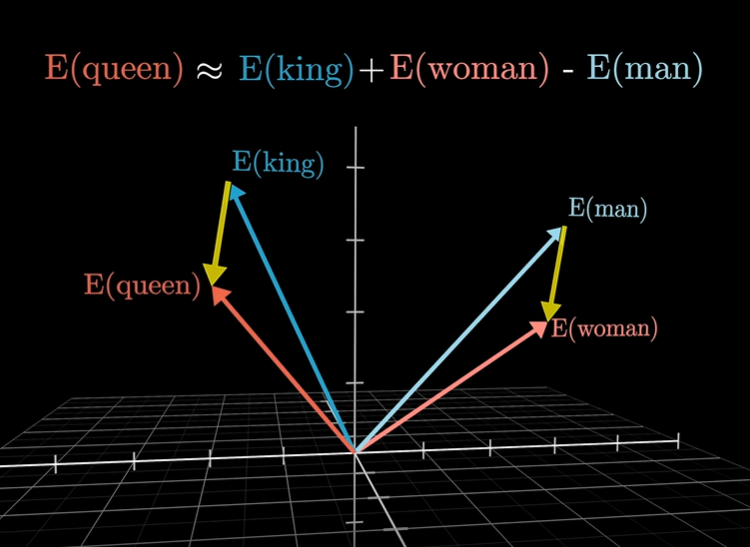 E(queen) ≈ E(king)+E(woman) - E(man)
E(king)
E(man)
E(queen)
E(woman)